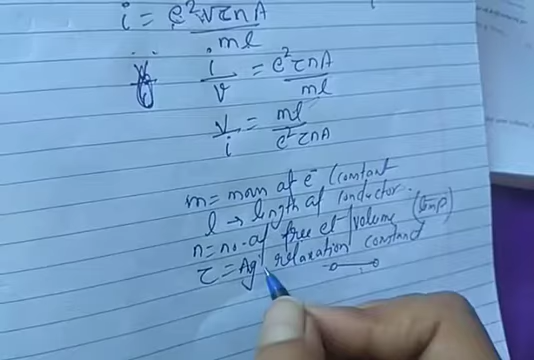 i = e²VτnA / ml
i/v = e²τnA / ml
v/i = ml / e²τnA
m = mass of e⁻ (constant
l → length of conductor.
n = no. of free el / volume (temp)
τ = Avg relaxation constant